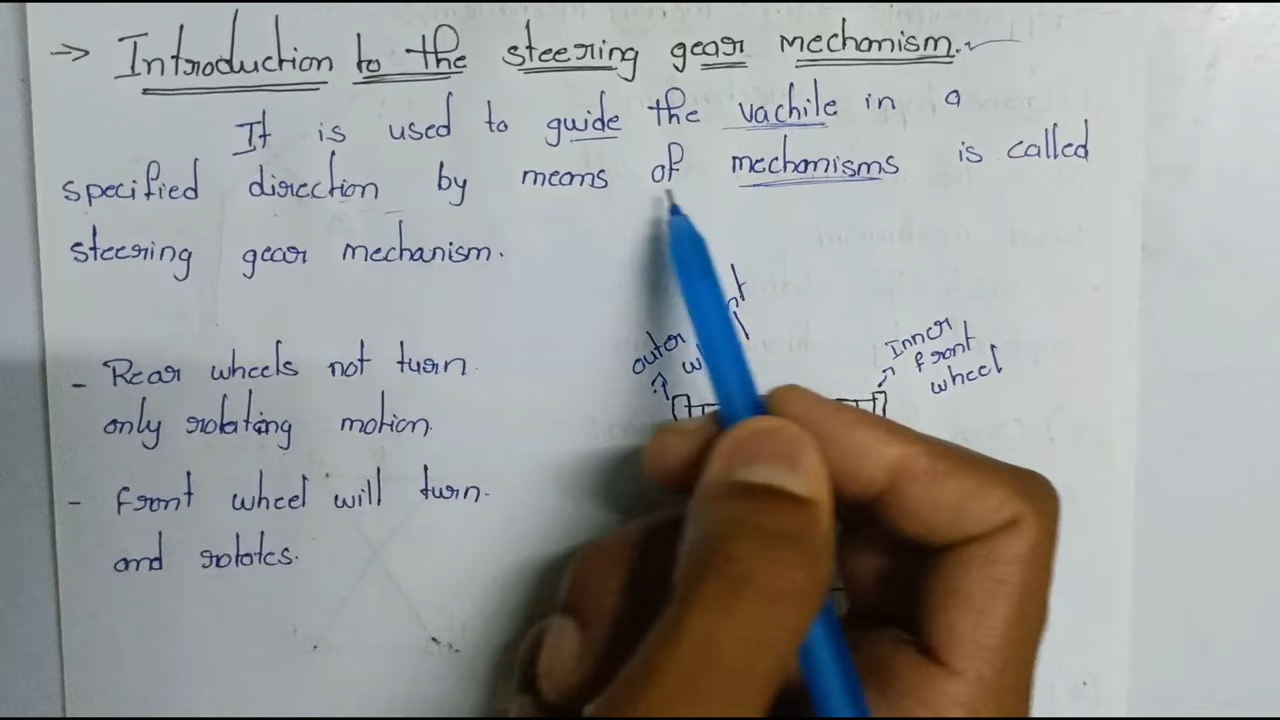 → Introduction to the steering gear mechanism.
It is used to guide the vachile in a
specified direction by means of mechanisms is called
steering gear mechanism.
- Rear wheels not turn.
only rotating motion.
- front wheel will turn.
and rotates.
outer
Inner
front
wheel